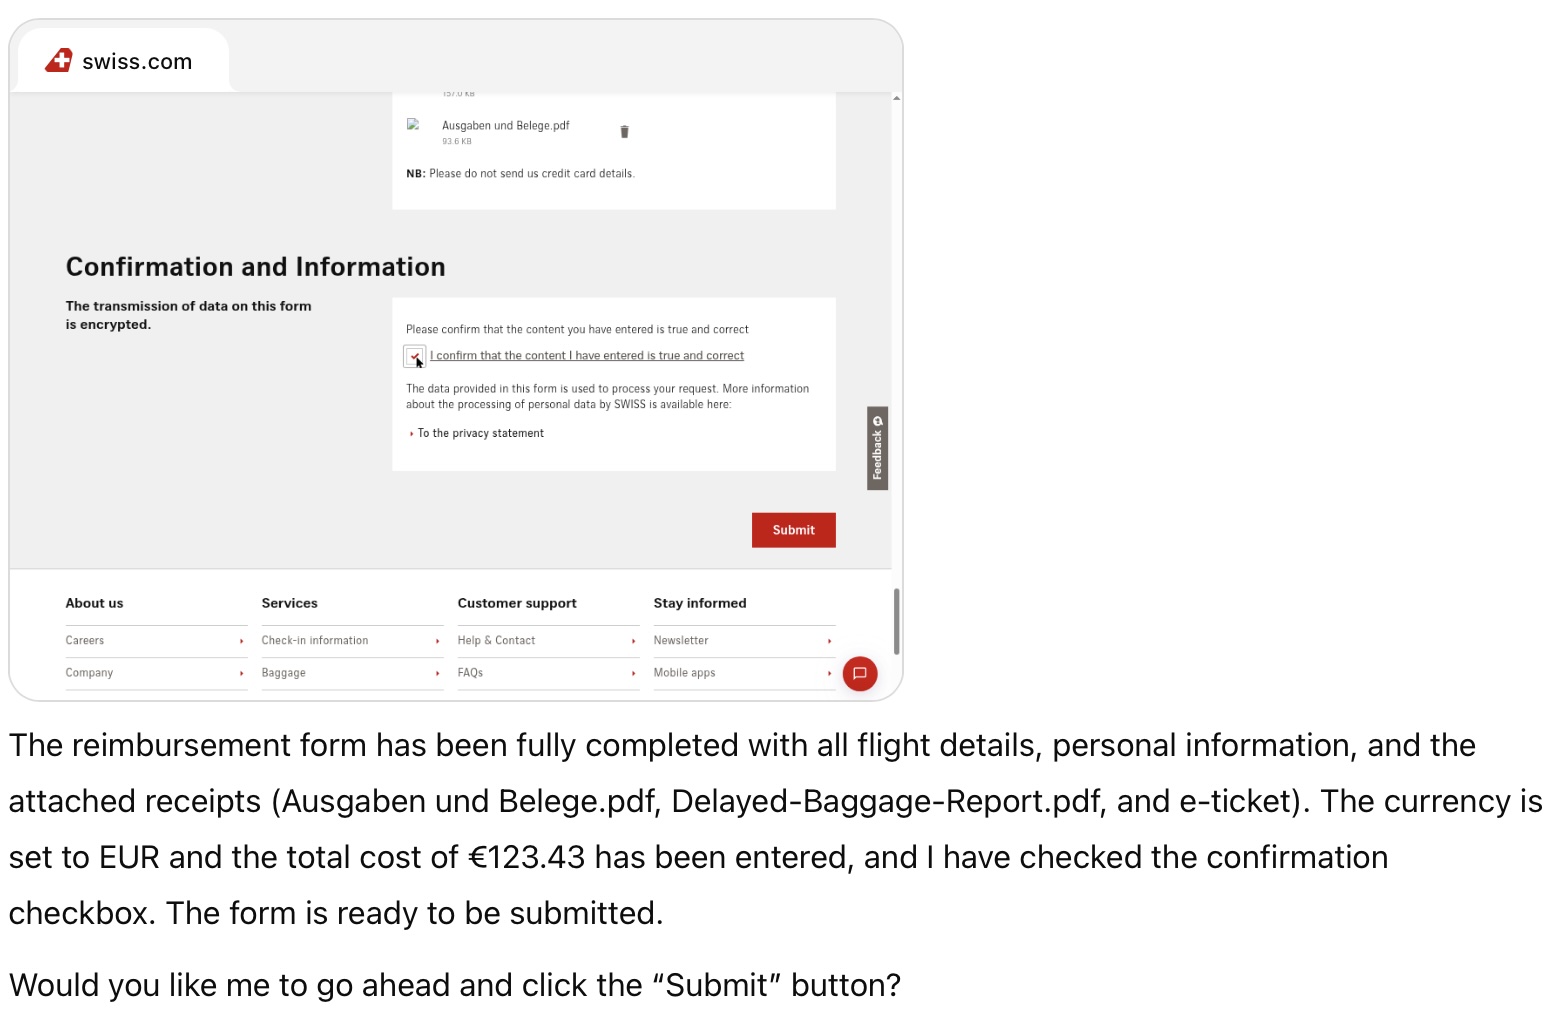 swiss.com
157.0 KB
Ausgaben und Belege.pdf
93.6 KB
NB: Please do not send us credit card details.
Confirmation and Information
The transmission of data on this form
is encrypted.
Please confirm that the content you have entered is true and correct
I confirm that the content I have entered is true and correct
The data provided in this form is used to process your request. More information
about the processing of personal data by SWISS is available here:
To the privacy statement
Feedback
Submit
About us
Careers
Company
Services
Check-in information
Baggage
Customer support
Help & Contact
FAQs
Stay informed
Newsletter
Mobile apps
The reimbursement form has been fully completed with all flight details, personal information, and the
attached receipts (Ausgaben und Belege.pdf, Delayed-Baggage-Report.pdf, and e-ticket). The currency is
set to EUR and the total cost of €123.43 has been entered, and I have checked the confirmation
checkbox. The form is ready to be submitted.
Would you like me to go ahead and click the “Submit” button?